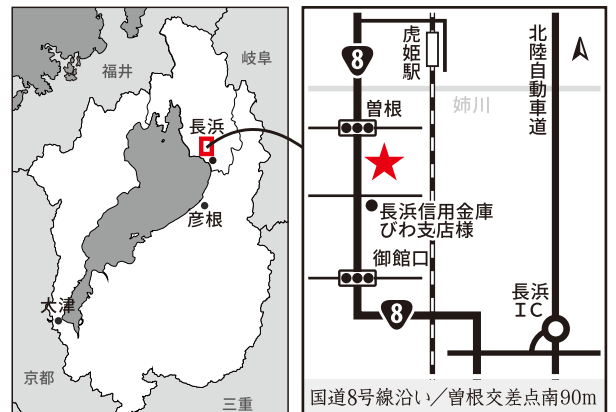 福井
岐阜
長浜
彦根
大津
京都
三重
8
虎姫駅
北陸自動車道
姉川
曽根
長浜信用金庫
びわ支店様
御館口
長浜
IC
8
国道8号線沿い／曽根交差点南90m